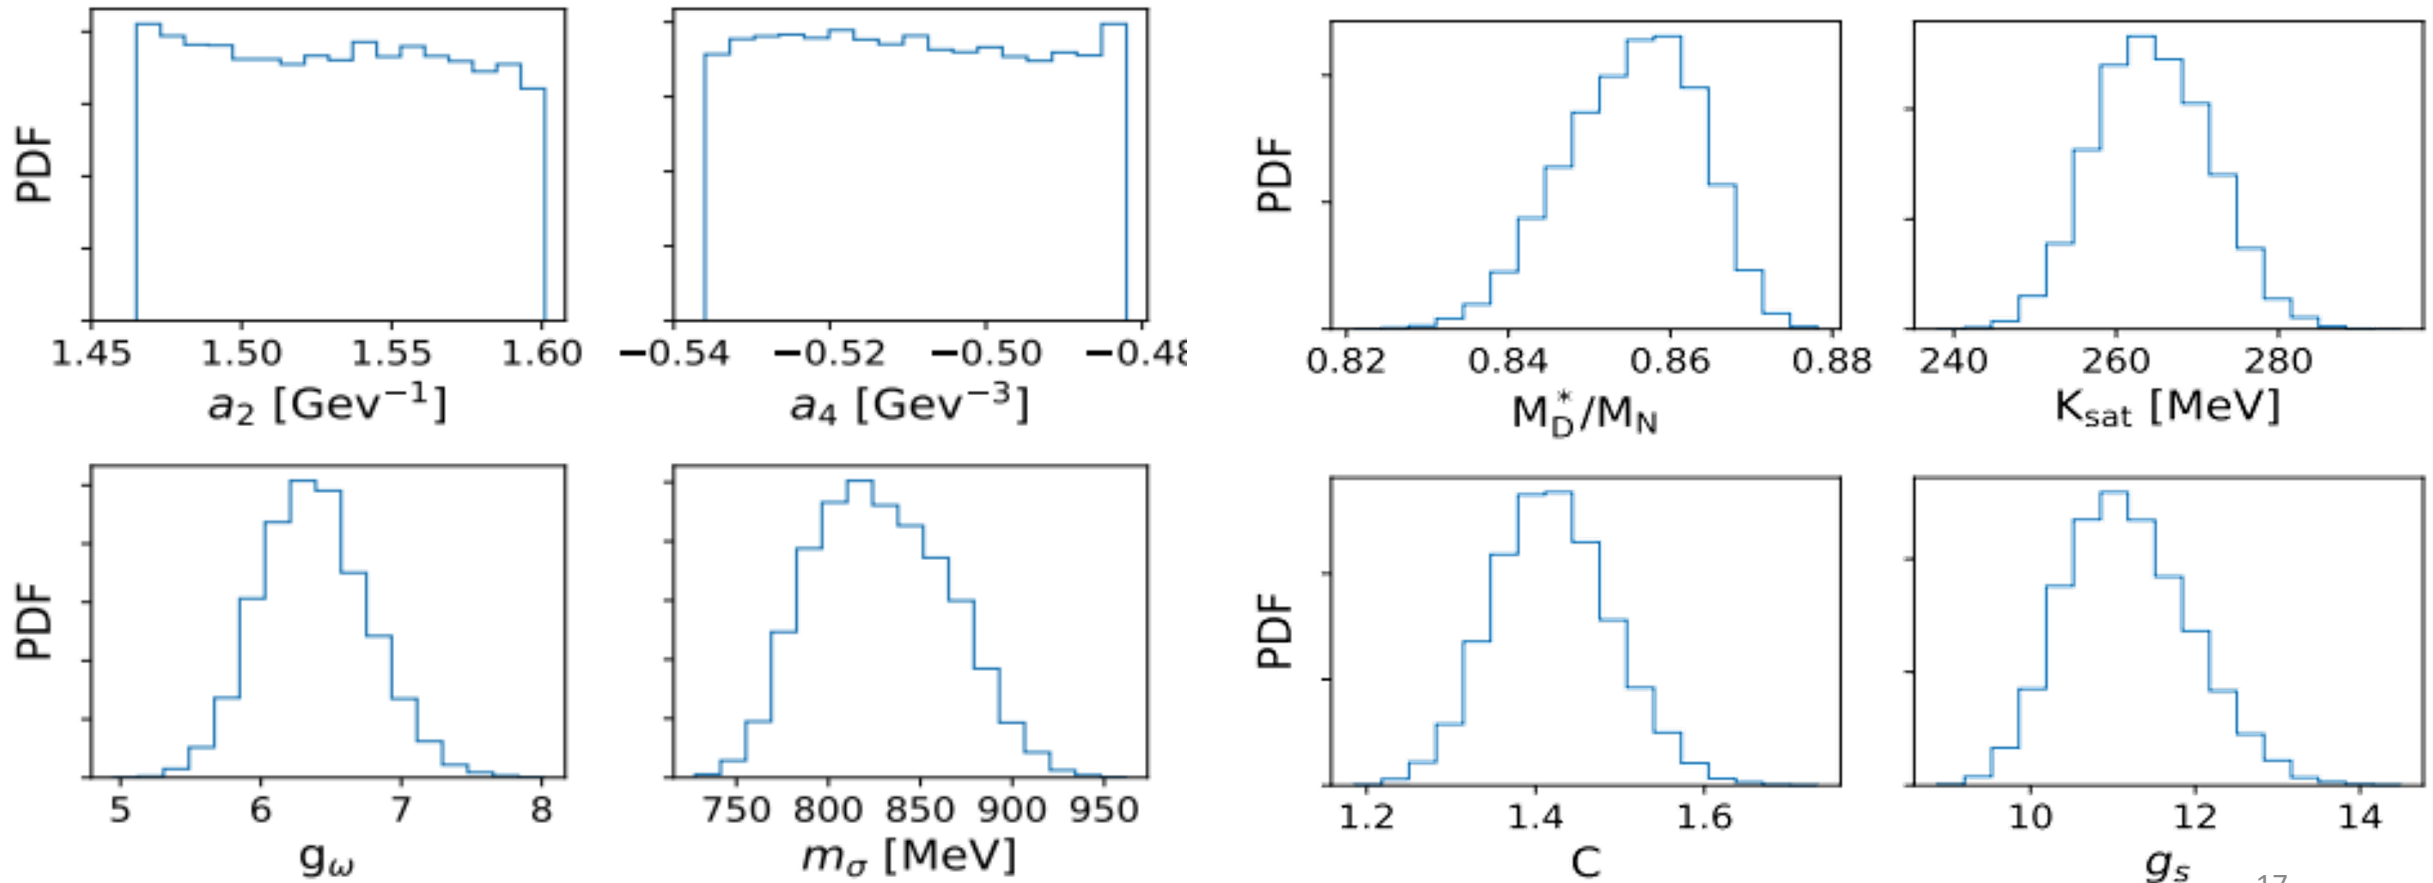 PDF
1.45 1.50 1.55 1.60
a₂ [Gev⁻¹]
−0.54 −0.52 −0.50 −0.48
a₄ [Gev⁻³]
PDF
0.82 0.84 0.86 0.88
M*D/MN
240 260 280
Ksat [MeV]
PDF
5 6 7 8
gω
750 800 850 900 950
mσ [MeV]
PDF
1.2 1.4 1.6
C
10 12 14
gs
17